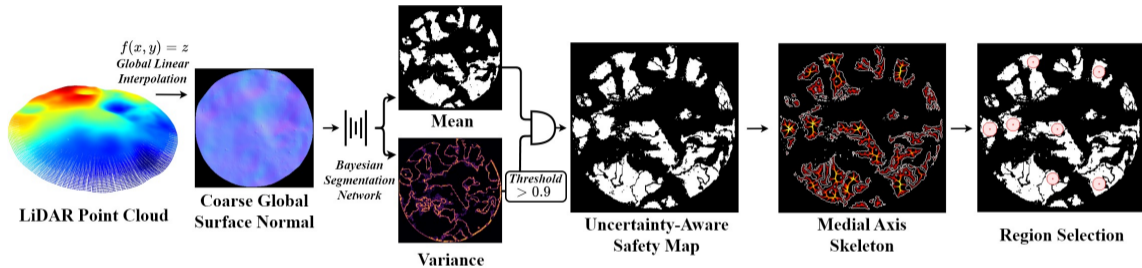 f(x, y) = z
Global Linear
Interpolation
LiDAR Point Cloud
Coarse Global
Surface Normal
Bayesian
Segmentation
Network
Mean
Variance
Threshold
> 0.9
Uncertainty-Aware
Safety Map
Medial Axis
Skeleton
Region Selection